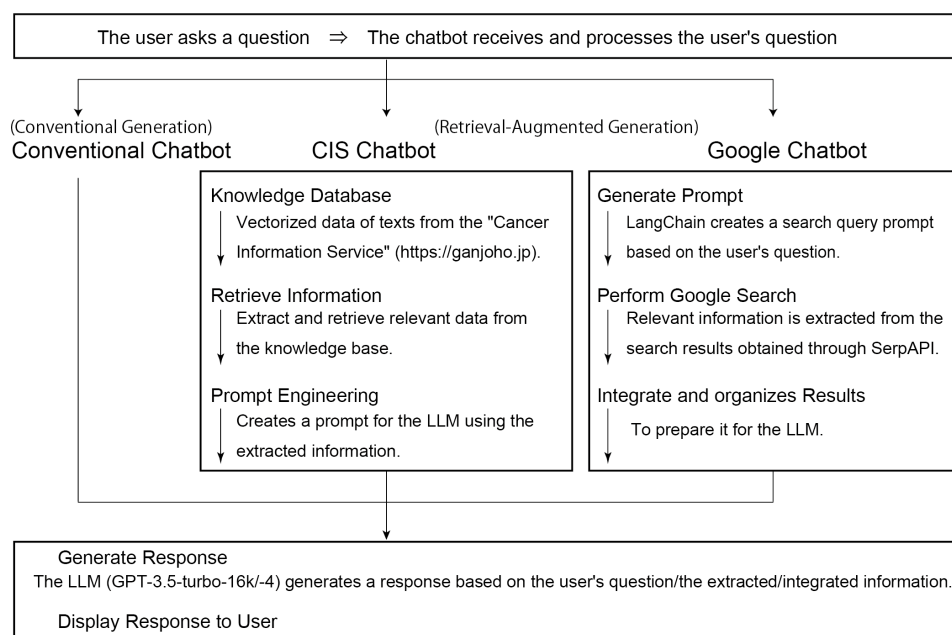 The user asks a question ⇒ The chatbot receives and processes the user's question
(Conventional Generation)
Conventional Chatbot
(Retrieval-Augmented Generation)
CIS Chatbot
Google Chatbot
Knowledge Database
Vectorized data of texts from the "Cancer
Information Service" (https://ganjoho.jp).
Retrieve Information
Extract and retrieve relevant data from
the knowledge base.
Prompt Engineering
Creates a prompt for the LLM using the
extracted information.
Generate Prompt
LangChain creates a search query prompt
based on the user's question.
Perform Google Search
Relevant information is extracted from the
search results obtained through SerpAPI.
Integrate and organizes Results
To prepare it for the LLM.
Generate Response
The LLM (GPT-3.5-turbo-16k/-4) generates a response based on the user's question/the extracted/integrated information.
Display Response to User